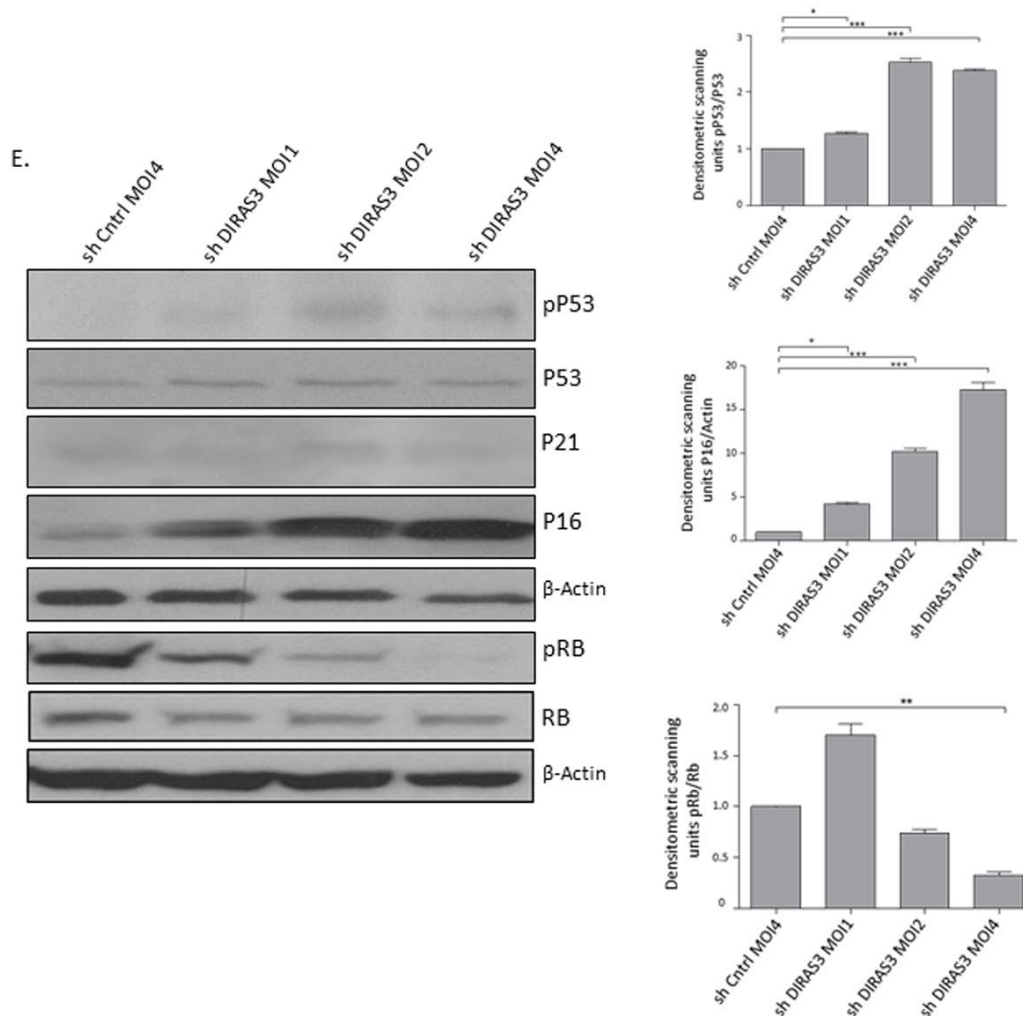 E.
sh Cntrl MOI4
sh DIRAS3 MOI1
sh DIRAS3 MOI2
sh DIRAS3 MOI4
pP53
P53
P21
P16
β-Actin
pRB
RB
β-Actin
Densitometric scanning
units pP53/P53
*
***
***
3
2
1
0
sh Cntrl MOI4
sh DIRAS3 MOI1
sh DIRAS3 MOI2
sh DIRAS3 MOI4
Densitometric scanning
units P16/Actin
*
***
***
20
15
10
5
0
sh Cntrl MOI4
sh DIRAS3 MOI1
sh DIRAS3 MOI2
sh DIRAS3 MOI4
Densitometric scanning
units pRb/Rb
**
2.0
1.5
1.0
0.5
0
sh Cntrl MOI4
sh DIRAS3 MOI1
sh DIRAS3 MOI2
sh DIRAS3 MOI4